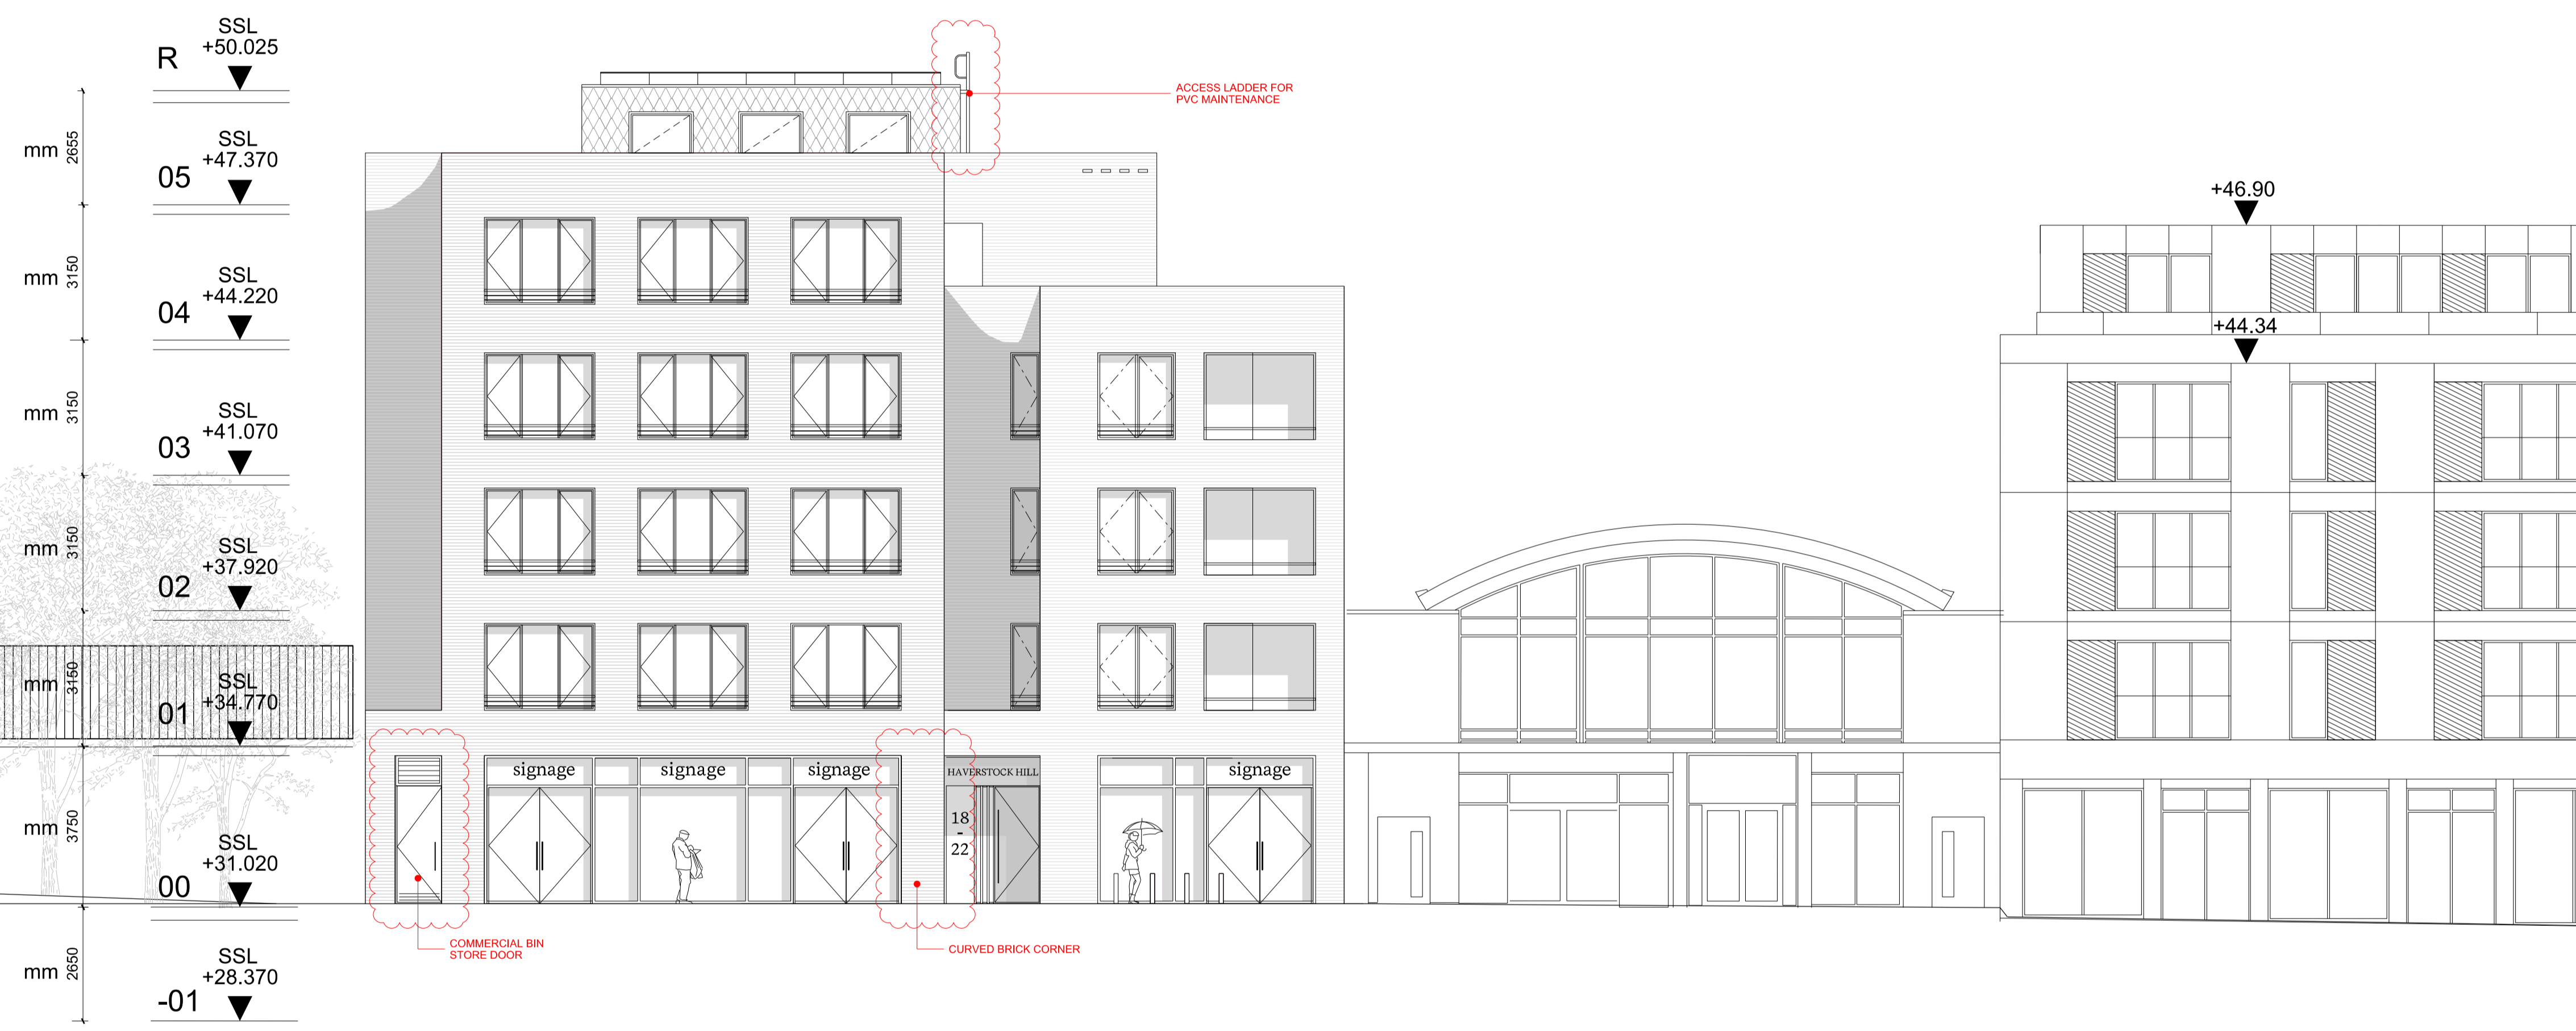 SSL
R +50.025
mm 2655
SSL
05 +47.370
mm 3150
SSL
04 +44.220
mm 3150
SSL
03 +41.070
mm 3150
SSL
02 +37.920
mm 3150
SSL
01 +34.770
mm 3750
SSL
00 +31.020
mm 2650
SSL
-01 +28.370
ACCESS LADDER FOR
PVC MAINTENANCE
+46.90
+44.34
signage signage signage HAVERSTOCK HILL signage
18
-
22
COMMERCIAL BIN
STORE DOOR
CURVED BRICK CORNER